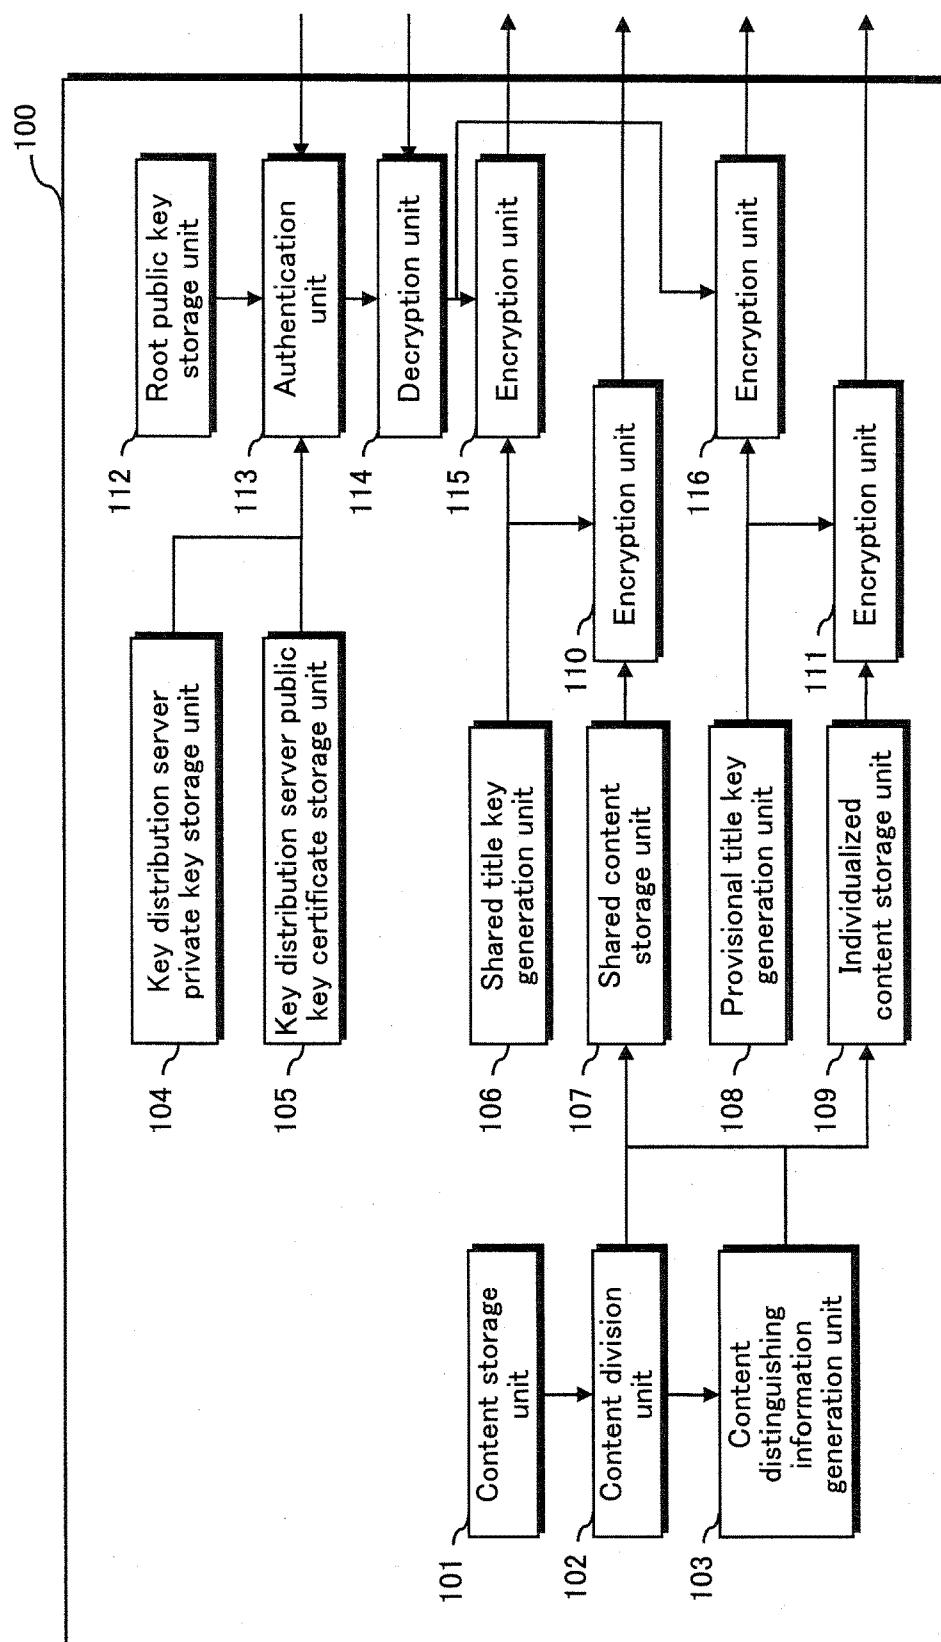 100
104
Key distribution server
private key storage unit
105
Key distribution server public
key certificate storage unit
112
Root public key
storage unit
113
Authentication
unit
114
Decryption unit
101
Content storage
unit
106
Shared title key
generation unit
115
Encryption unit
102
Content division
unit
107
Shared content
storage unit
110
Encryption unit
103
Content
distinguishing
information
generation unit
108
Provisional title key
generation unit
116
Encryption unit
109
Individualized
content storage unit
111
Encryption unit